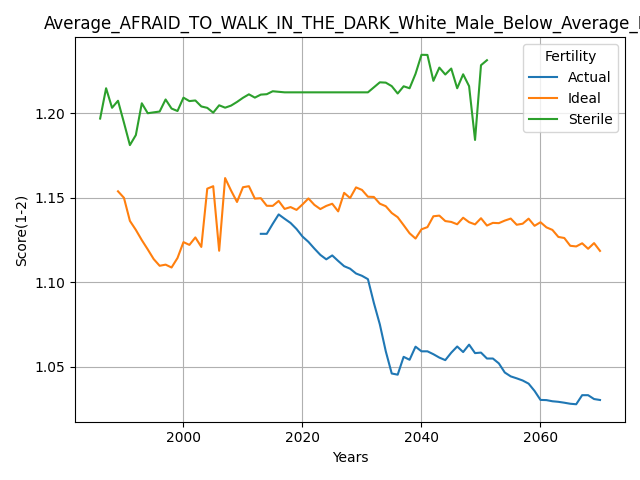 Average_AFRAID_TO_WALK_IN_THE_DARK_White_Male_Below_Average_
Fertility
Actual
Ideal
Sterile
Score(1-2)
1.20
1.15
1.10
1.05
2000
2020
2040
2060
Years